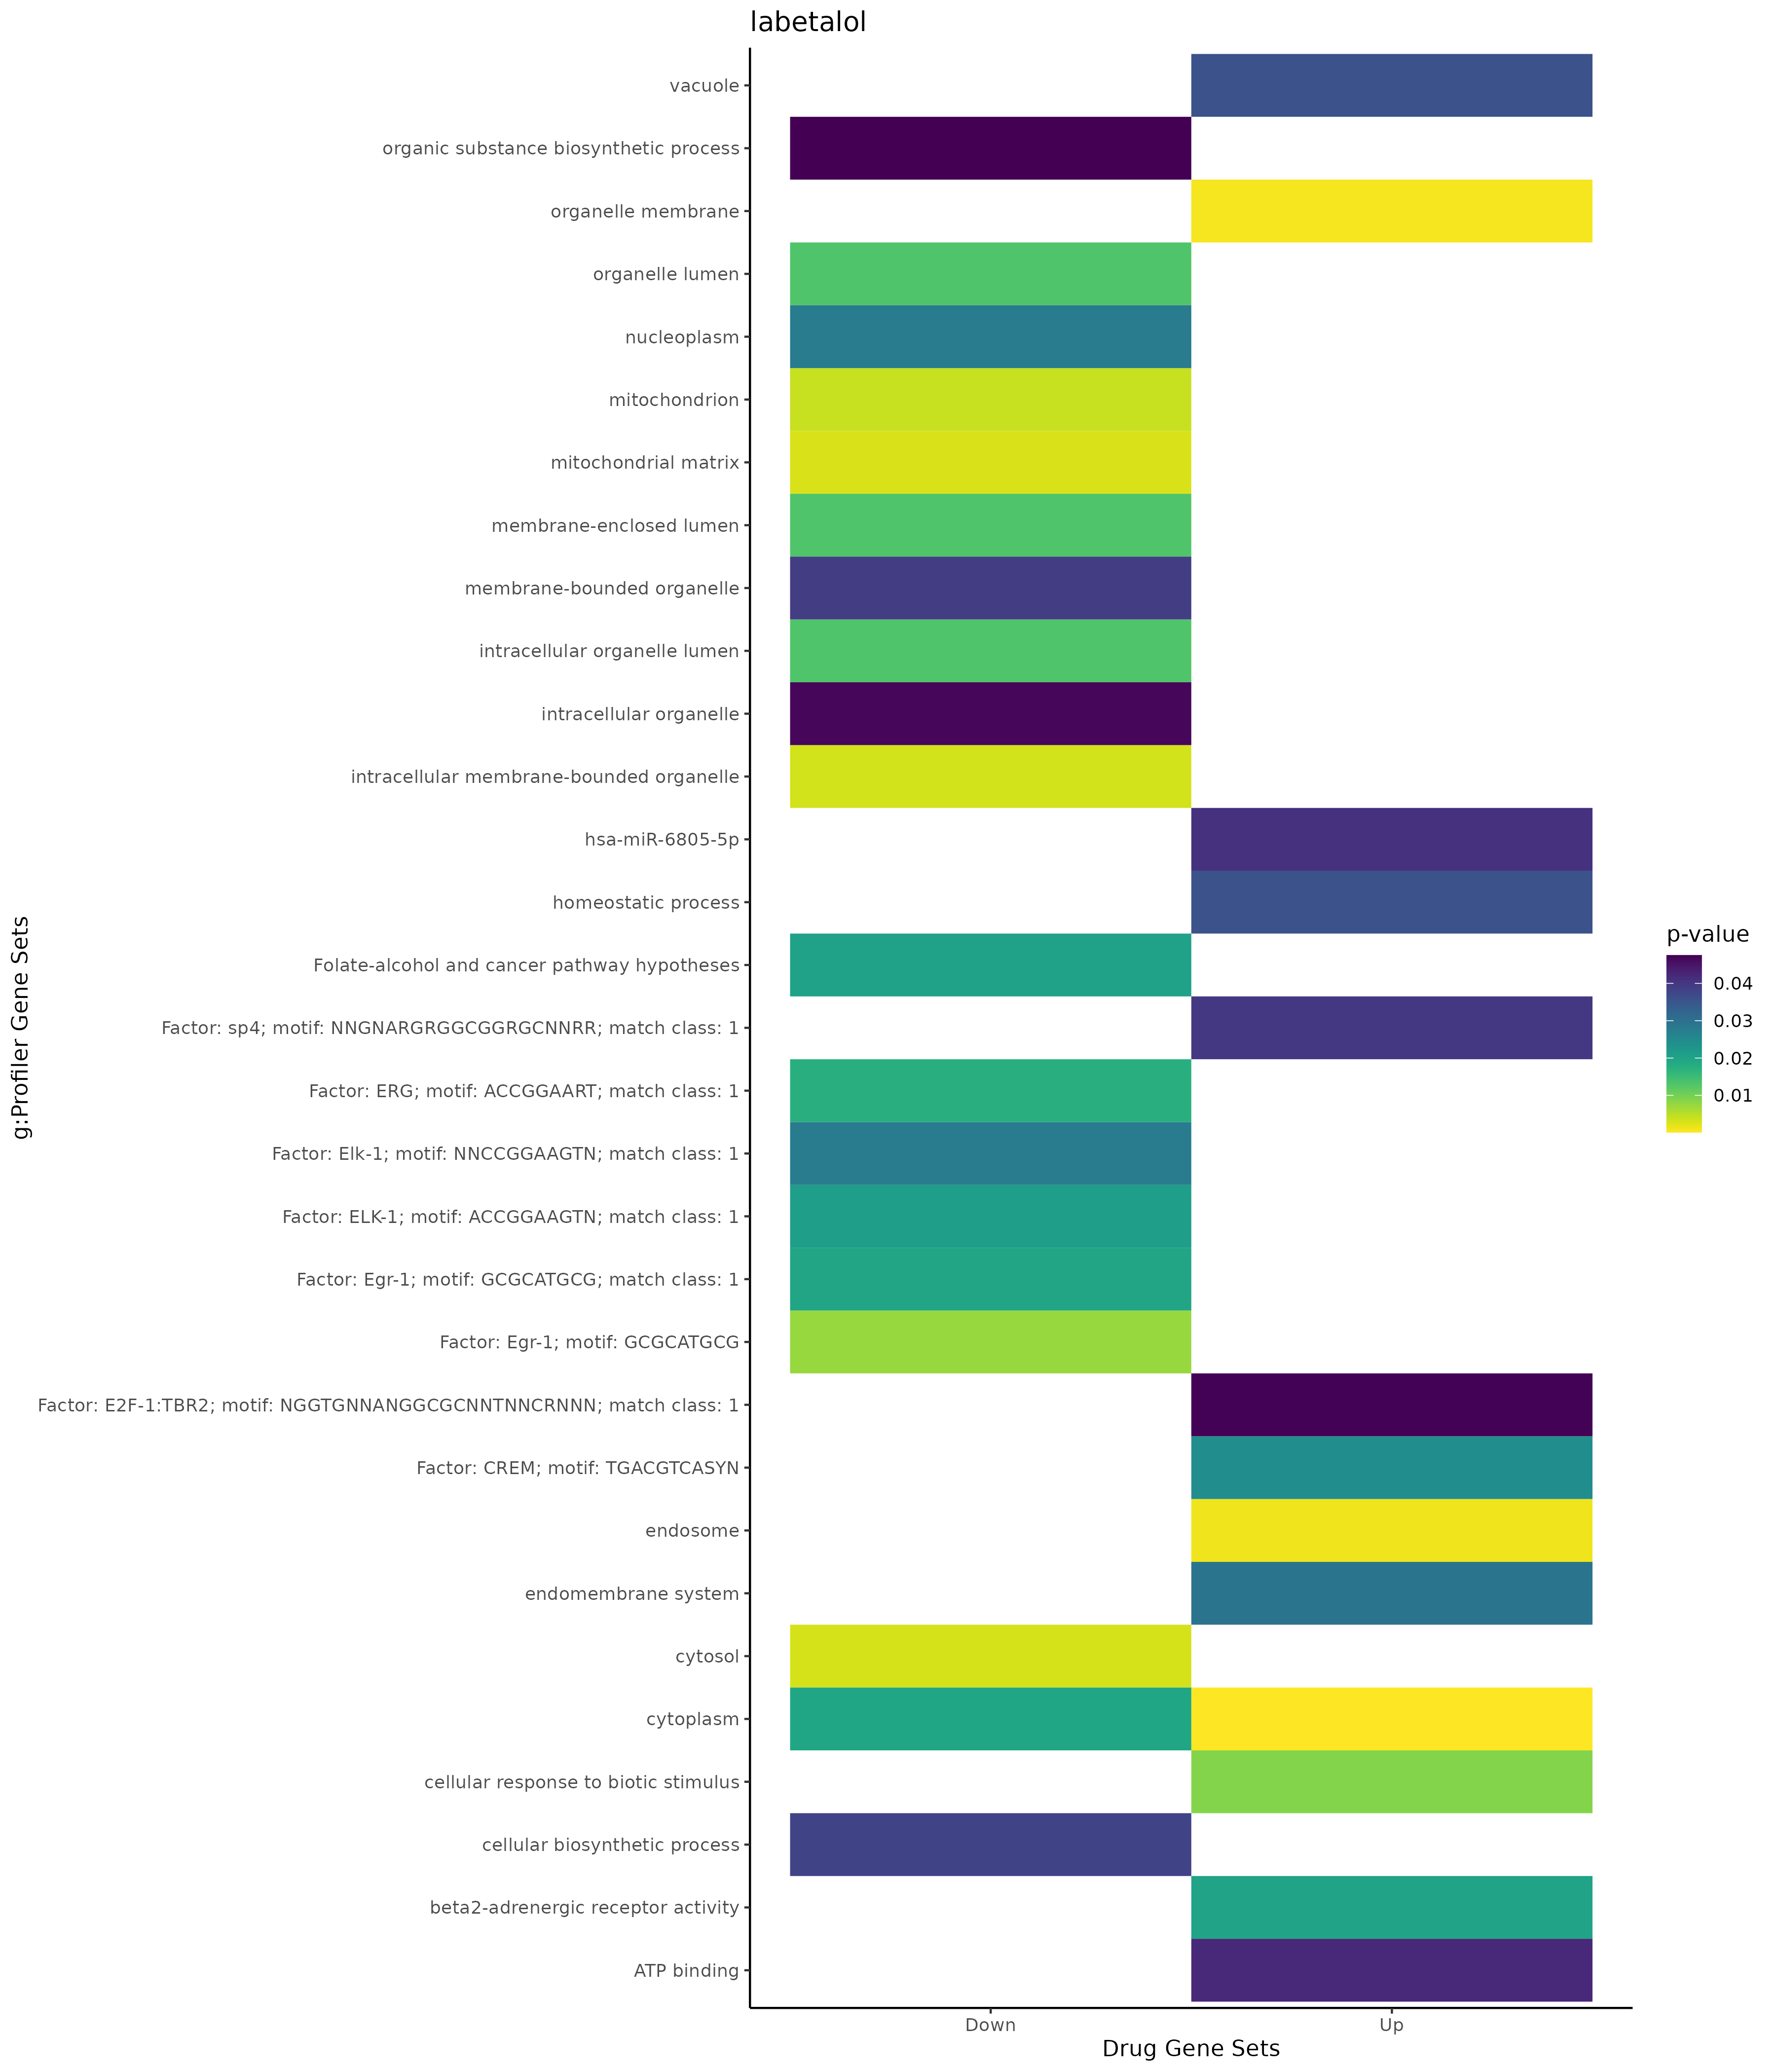 labetalol
vacuole
organic substance biosynthetic process
organelle membrane
organelle lumen
nucleoplasm
mitochondrion
mitochondrial matrix
membrane-enclosed lumen
membrane-bounded organelle
intracellular organelle lumen
intracellular organelle
intracellular membrane-bounded organelle
hsa-miR-6805-5p
homeostatic process
Folate-alcohol and cancer pathway hypotheses
Factor: sp4; motif: NNGNARGRGGCGGRGCNNRR; match class: 1
Factor: ERG; motif: ACCGGAART; match class: 1
Factor: Elk-1; motif: NNCCGGAAGTN; match class: 1
Factor: ELK-1; motif: ACCGGAAGTN; match class: 1
Factor: Egr-1; motif: GCGCATGCG; match class: 1
Factor: Egr-1; motif: GCGCATGCG
Factor: E2F-1:TBR2; motif: NGGTGNNANGGCGCNNTNNCRNNN; match class: 1
Factor: CREM; motif: TGACGTCASYN
endosome
endomembrane system
cytosol
cytoplasm
cellular response to biotic stimulus
cellular biosynthetic process
beta2-adrenergic receptor activity
ATP binding
g:Profiler Gene Sets
Down
Up
Drug Gene Sets
p-value
0.04
0.03
0.02
0.01